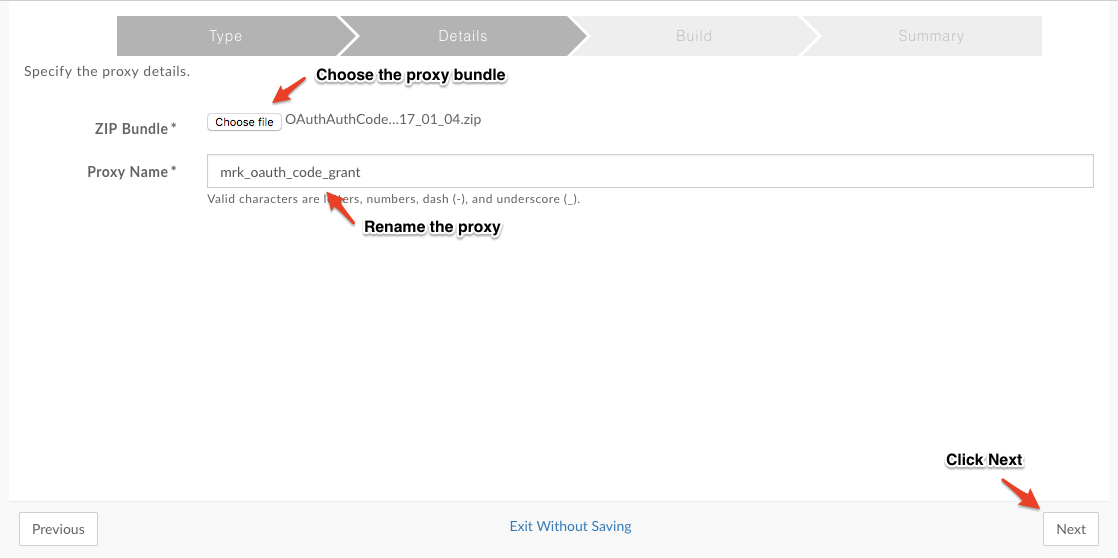 Type
Details
Build
Summary
Specify the proxy details.
Choose the proxy bundle
ZIP Bundle*
Choose file
OAuthAuthCode...17_01_04.zip
Proxy Name*
mrk_oauth_code_grant
Valid characters are letters, numbers, dash (-), and underscore (_).
Rename the proxy
Click Next
Previous
Exit Without Saving
Next